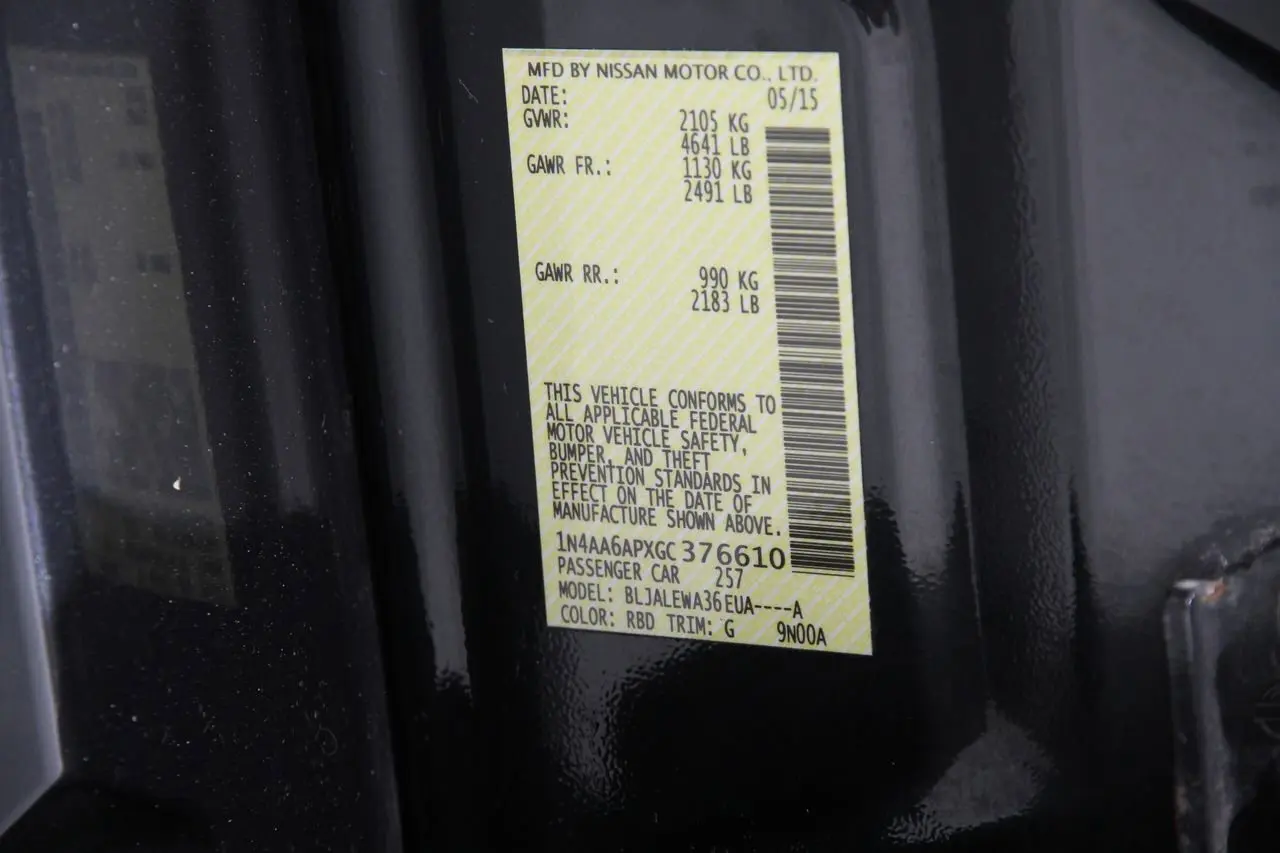 MFD BY NISSAN MOTOR CO., LTD.
DATE: 05/15
GVWR: 2105 KG
4641 LB
GAWR FR.: 1130 KG
2491 LB
GAWR RR.: 990 KG
2183 LB
THIS VEHICLE CONFORMS TO
ALL APPLICABLE FEDERAL
MOTOR VEHICLE SAFETY,
BUMPER, AND THEFT
PREVENTION STANDARDS IN
EFFECT ON THE DATE OF
MANUFACTURE SHOWN ABOVE.
1N4AA6APXGC376610
PASSENGER CAR 257
MODEL: BLJALEWA36EUA----A
COLOR: RBD TRIM: G 9N00A